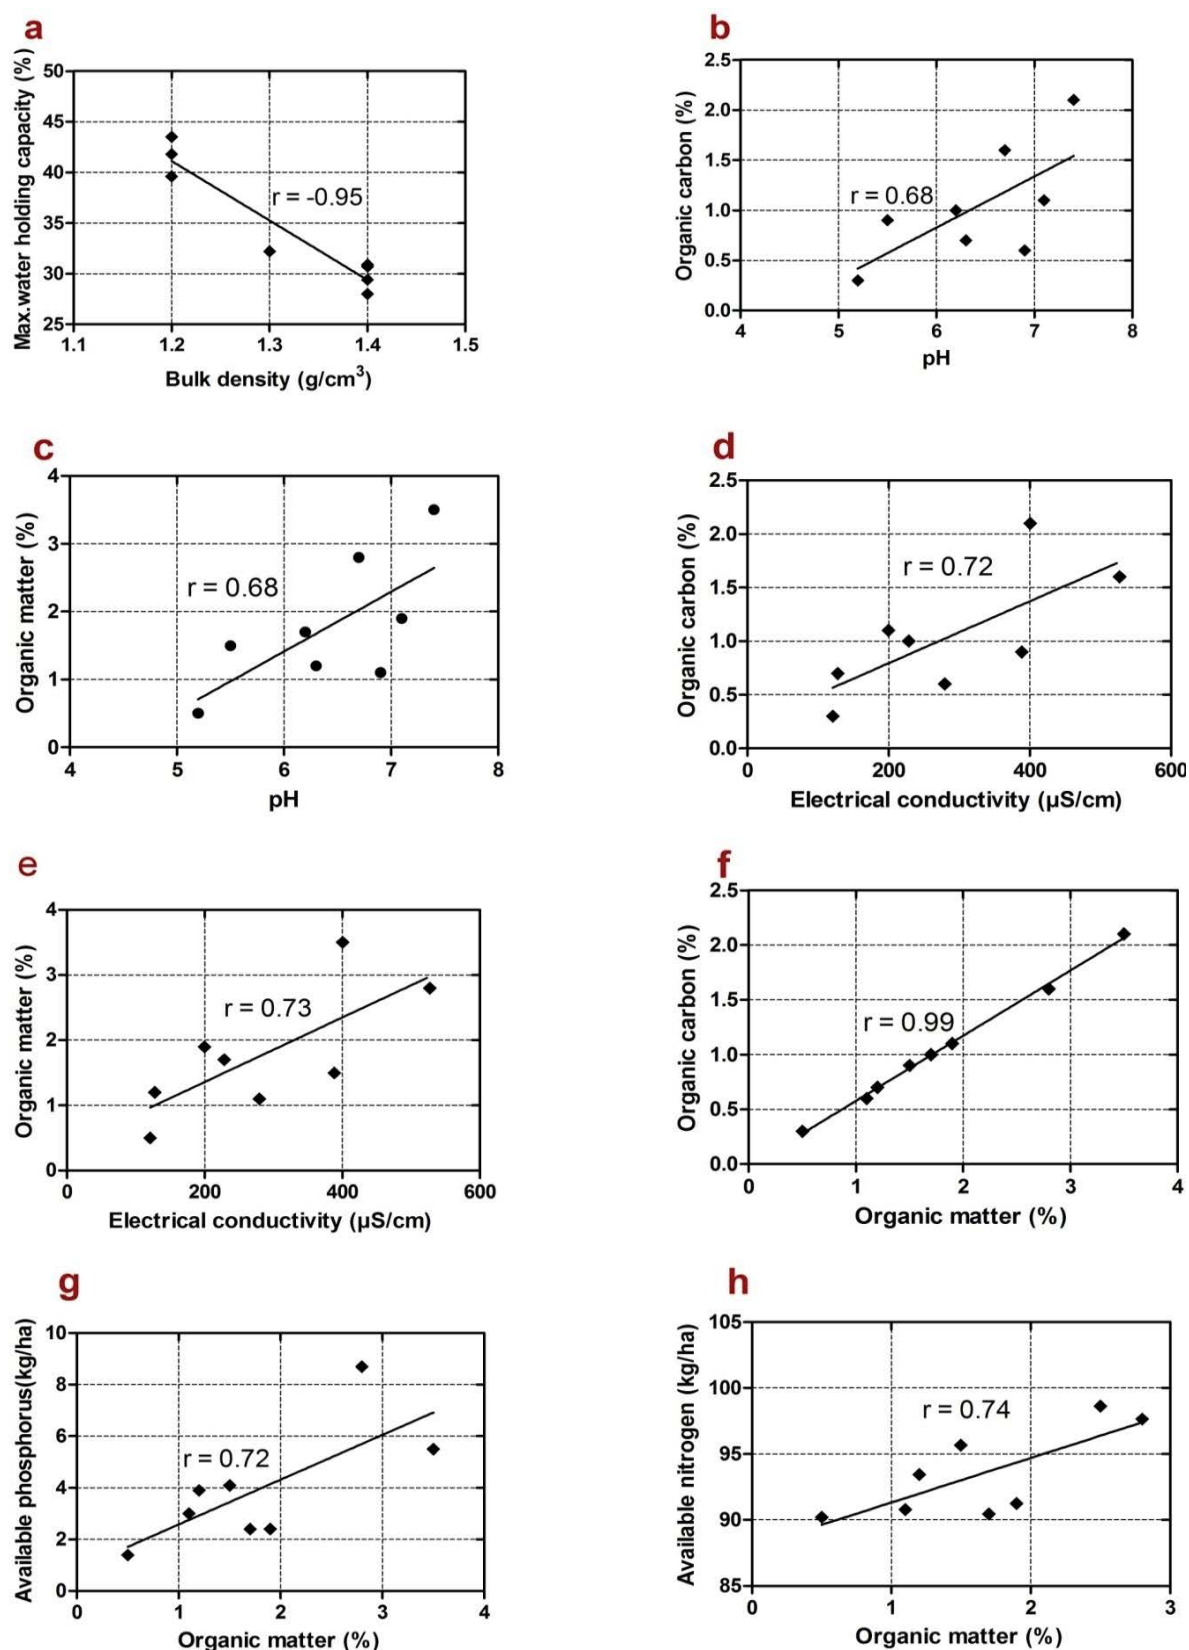 a
Max.water holding capacity (%)
50
45
40
35
30
25
r = -0.95
1.1 1.2 1.3 1.4 1.5
Bulk density (g/cm³)
b
Organic carbon (%)
2.5
2.0
1.5
1.0
0.5
0.0
r = 0.68
4 5 6 7 8
pH
c
Organic matter (%)
4
3
2
1
0
r = 0.68
4 5 6 7 8
pH
d
Organic carbon (%)
2.5
2.0
1.5
1.0
0.5
0.0
r = 0.72
0 200 400 600
Electrical conductivity (µS/cm)
e
Organic matter (%)
4
3
2
1
0
r = 0.73
0 200 400 600
Electrical conductivity (µS/cm)
f
Organic carbon (%)
2.5
2.0
1.5
1.0
0.5
0.0
r = 0.99
0 1 2 3 4
Organic matter (%)
g
Available phosphorus(kg/ha)
10
8
6
4
2
0
r = 0.72
0 1 2 3 4
Organic matter (%)
h
Available nitrogen (kg/ha)
105
100
95
90
85
r = 0.74
0 1 2 3
Organic matter (%)